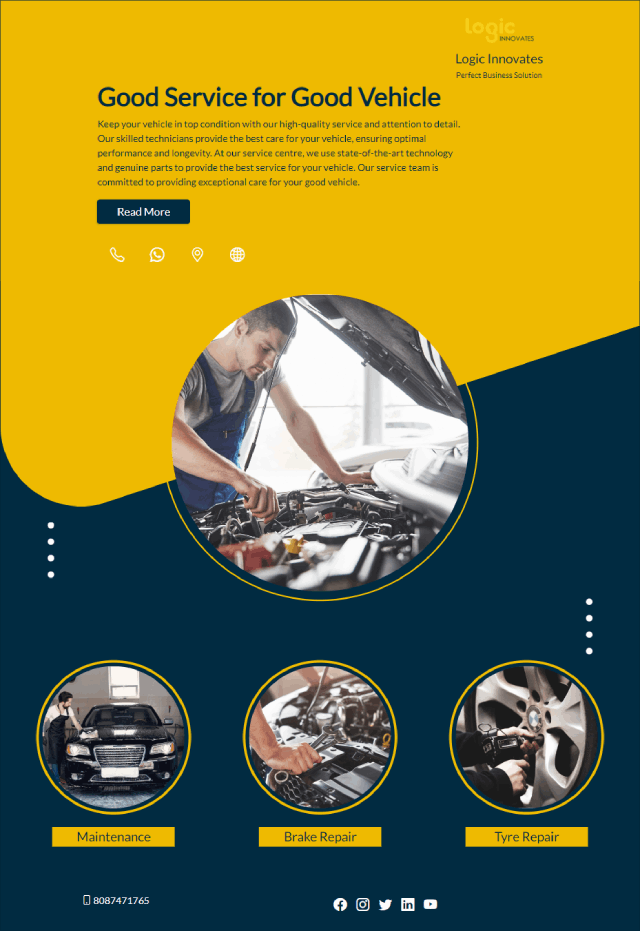 logic
INNOVATES
Logic Innovates
Perfect Business Solution
Good Service for Good Vehicle
Keep your vehicle in top condition with our high-quality service and attention to detail.
Our skilled technicians provide the best care for your vehicle, ensuring optimal
performance and longevity. At our service centre, we use state-of-the-art technology
and genuine parts to provide the best service for your vehicle. Our service team is
committed to providing exceptional care for your good vehicle.
Read More
Maintenance
Brake Repair
Tyre Repair
8087471765